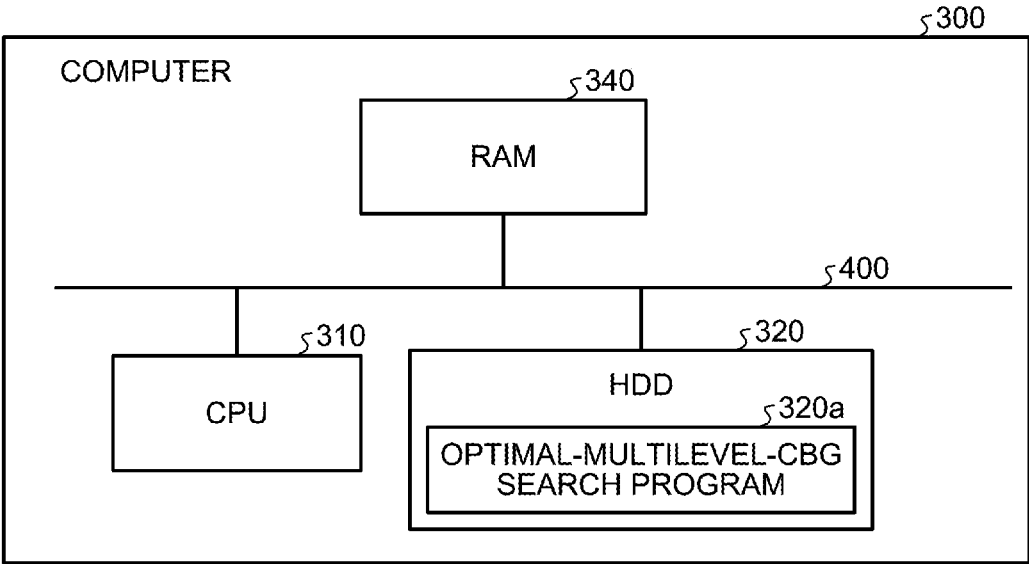 300
COMPUTER
340
RAM
400
310
CPU
320
HDD
320a
OPTIMAL-MULTILEVEL-CBG
SEARCH PROGRAM